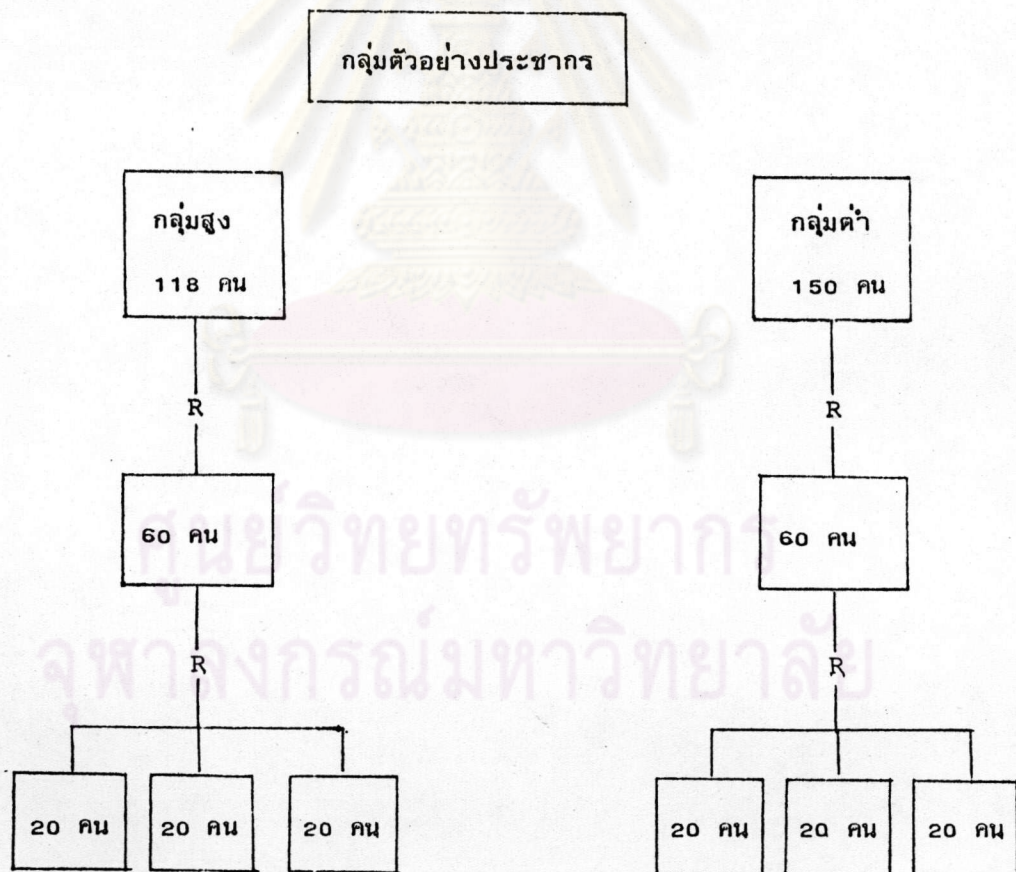 กลุ่มตัวอย่างประชากร
กลุ่มสูง
118 คน
กลุ่มต่ำ
150 คน
R
R
60 คน
60 คน
ศูนย์วิทยทรัพยากร
จุฬาลงกรณ์มหาวิทยาลัย
R
R
20 คน
20 คน
20 คน
20 คน
20 คน
20 คน